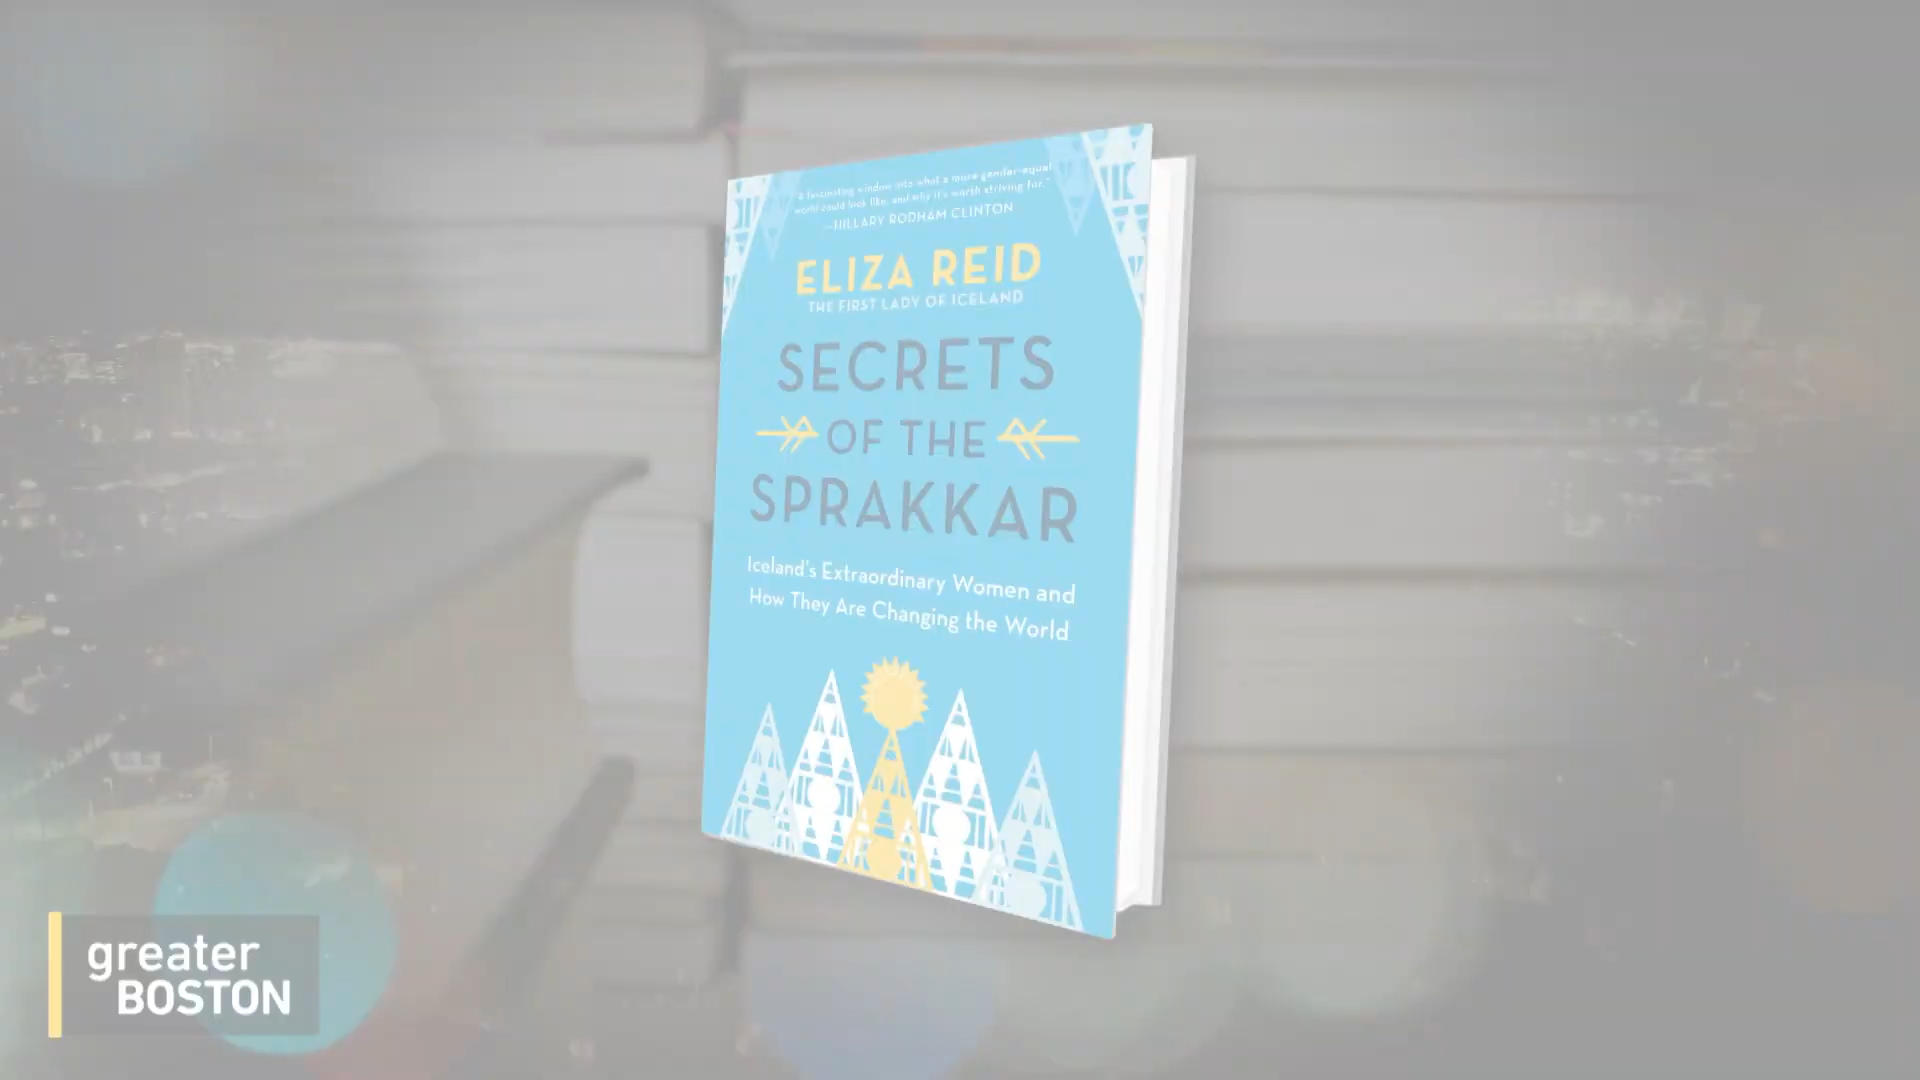 "A fascinating window into what a more gender-equal
world could look like, and why it's worth striving for."
—HILLARY RODHAM CLINTON
ELIZA REID
THE FIRST LADY OF ICELAND
SECRETS
OF THE
SPRAKKAR
Iceland's Extraordinary Women and
How They Are Changing the World
greater
BOSTON